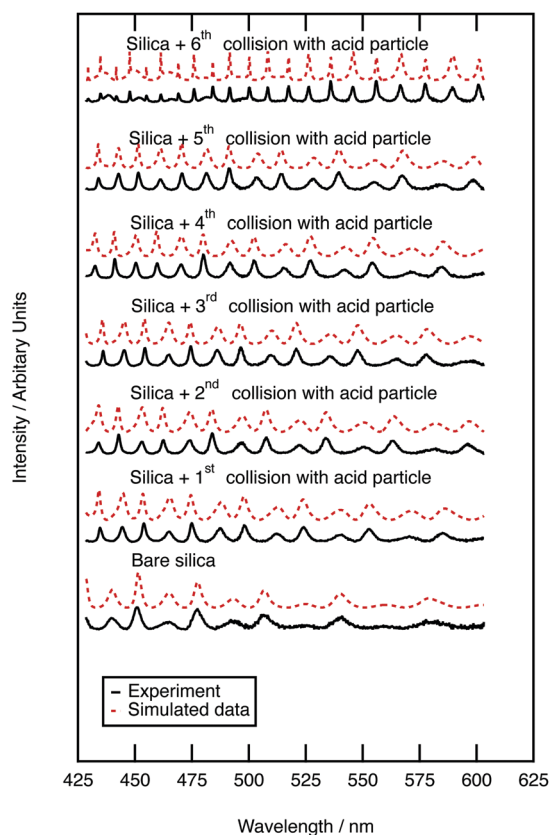 Silica + 6th collision with acid particle
Silica + 5th collision with acid particle
Silica + 4th collision with acid particle
Silica + 3rd collision with acid particle
Silica + 2nd collision with acid particle
Silica + 1st collision with acid particle
Bare silica
Intensity / Arbitary Units
Experiment
Simulated data
425 450 475 500 525 550 575 600 625
Wavelength / nm